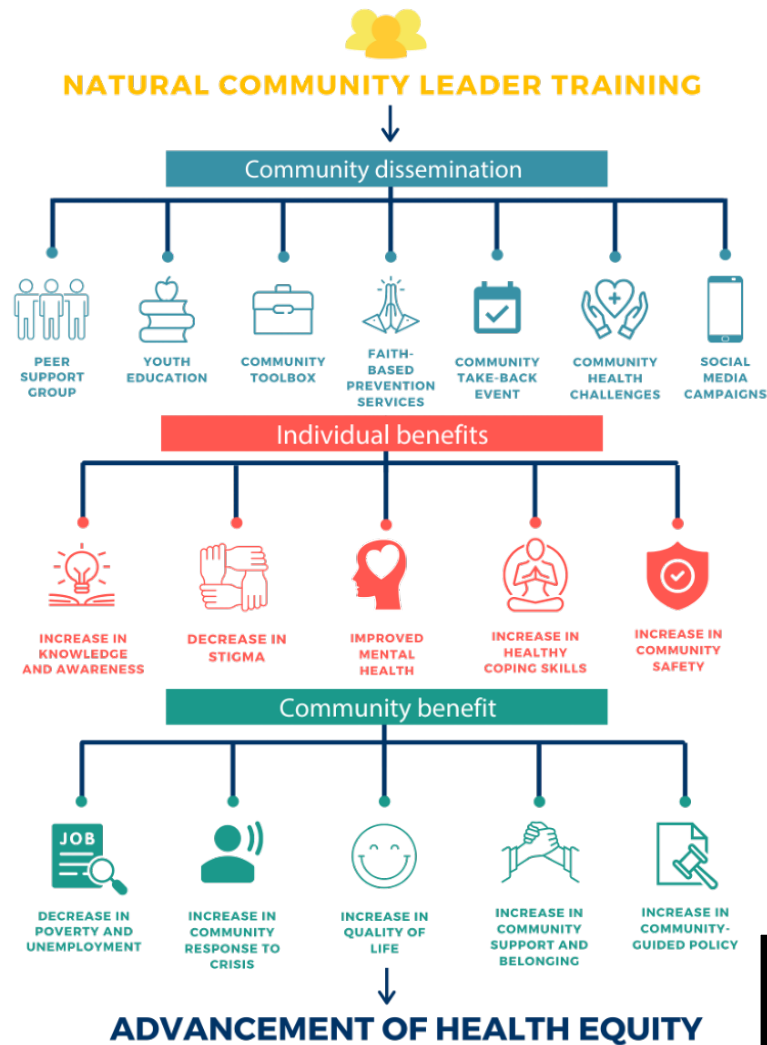 NATURAL COMMUNITY LEADER TRAINING
Community dissemination
PEER
SUPPORT
GROUP
YOUTH
EDUCATION
COMMUNITY
TOOLBOX
FAITH-
BASED
PREVENTION
SERVICES
COMMUNITY
TAKE-BACK
EVENT
COMMUNITY
HEALTH
CHALLENGES
SOCIAL
MEDIA
CAMPAIGNS
Individual benefits
INCREASE IN
KNOWLEDGE
AND AWARENESS
DECREASE IN
STIGMA
IMPROVED
MENTAL
HEALTH
INCREASE IN
HEALTHY
COPING SKILLS
INCREASE IN
COMMUNITY
SAFETY
Community benefit
JOB
DECREASE IN
POVERTY AND
UNEMPLOYMENT
INCREASE IN
COMMUNITY
RESPONSE TO
CRISIS
INCREASE IN
QUALITY OF
LIFE
INCREASE IN
COMMUNITY
SUPPORT AND
BELONGING
INCREASE IN
COMMUNITY-
GUIDED POLICY
ADVANCEMENT OF HEALTH EQUITY